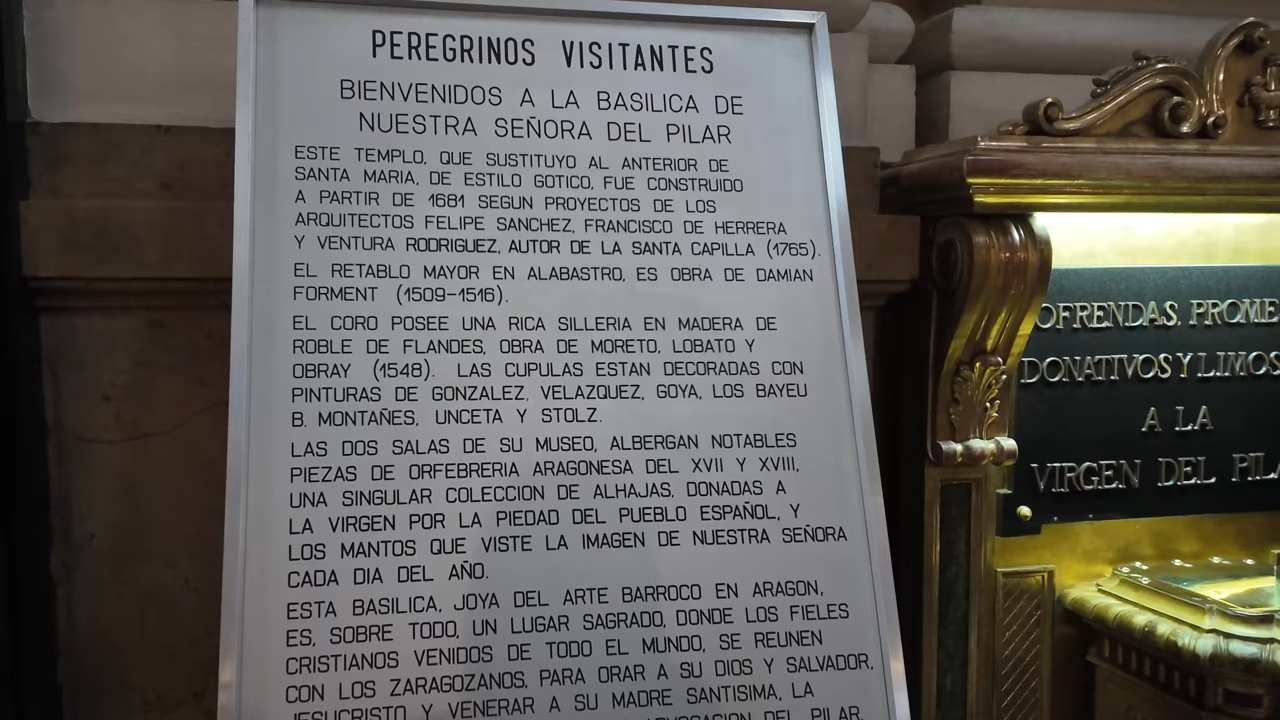 PEREGRINOS VISITANTES
BIENVENIDOS A LA BASILICA DE
NUESTRA SEÑORA DEL PILAR
ESTE TEMPLO, QUE SUSTITUYO AL ANTERIOR DE
SANTA MARIA, DE ESTILO GOTICO, FUE CONSTRUIDO
A PARTIR DE 1681 SEGUN PROYECTOS DE LOS
ARQUITECTOS FELIPE SANCHEZ, FRANCISCO DE HERRERA
Y VENTURA RODRIGUEZ, AUTOR DE LA SANTA CAPILLA (1765).
EL RETABLO MAYOR EN ALABASTRO, ES OBRA DE DAMIAN
FORMENT (1509-1516).
EL CORO POSEE UNA RICA SILLERIA EN MADERA DE
ROBLE DE FLANDES, OBRA DE MORETO, LOBATO Y
OBRAY (1548). LAS CUPULAS ESTAN DECORADAS CON
PINTURAS DE GONZALEZ, VELAZQUEZ, GOYA, LOS BAYEU
B. MONTAÑES, UNCETA Y STOLZ.
LAS DOS SALAS DE SU MUSEO, ALBERGAN NOTABLES
PIEZAS DE ORFEBRERIA ARAGONESA DEL XVII Y XVIII,
UNA SINGULAR COLECCION DE ALHAJAS, DONADAS A
LA VIRGEN POR LA PIEDAD DEL PUEBLO ESPAÑOL, Y
LOS MANTOS QUE VISTE LA IMAGEN DE NUESTRA SEÑORA
CADA DIA DEL AÑO.
ESTA BASILICA, JOYA DEL ARTE BARROCO EN ARAGON,
ES, SOBRE TODO, UN LUGAR SAGRADO, DONDE LOS FIELES
CRISTIANOS VENIDOS DE TODO EL MUNDO, SE REUNEN
CON LOS ZARAGOZANOS, PARA ORAR A SU DIOS Y SALVADOR,
JESUCRISTO Y VENERAR A SU MADRE SANTISIMA, LA
DEL PILAR.
OFRENDAS, PROME
DONATIVOS Y LIMOS
A LA
VIRGEN DEL PILA